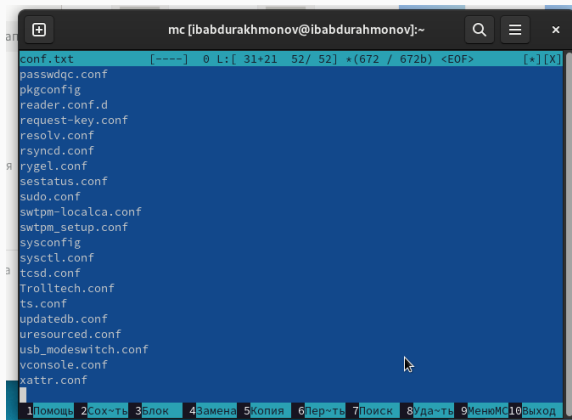 mc [ibabdurakhmonov@ibabdurahmonov]:~
conf.txt [----] 0 L:[ 31+21 52/ 52] *(672 / 672b) <EOF> [*][X]
passwdqc.conf
pkgconfig
reader.conf.d
request-key.conf
resolv.conf
rsyncd.conf
rygel.conf
sestatus.conf
sudo.conf
swtpm-localca.conf
swtpm_setup.conf
sysconfig
sysctl.conf
tcsd.conf
Trolltech.conf
ts.conf
updatedb.conf
uresourced.conf
usb_modeswitch.conf
vconsole.conf
xattr.conf
1Помощь 2Сох~ть 3Блок 4Замена 5Копия 6Пер~ть 7Поиск 8Уда~ть 9МенюMC10Выход